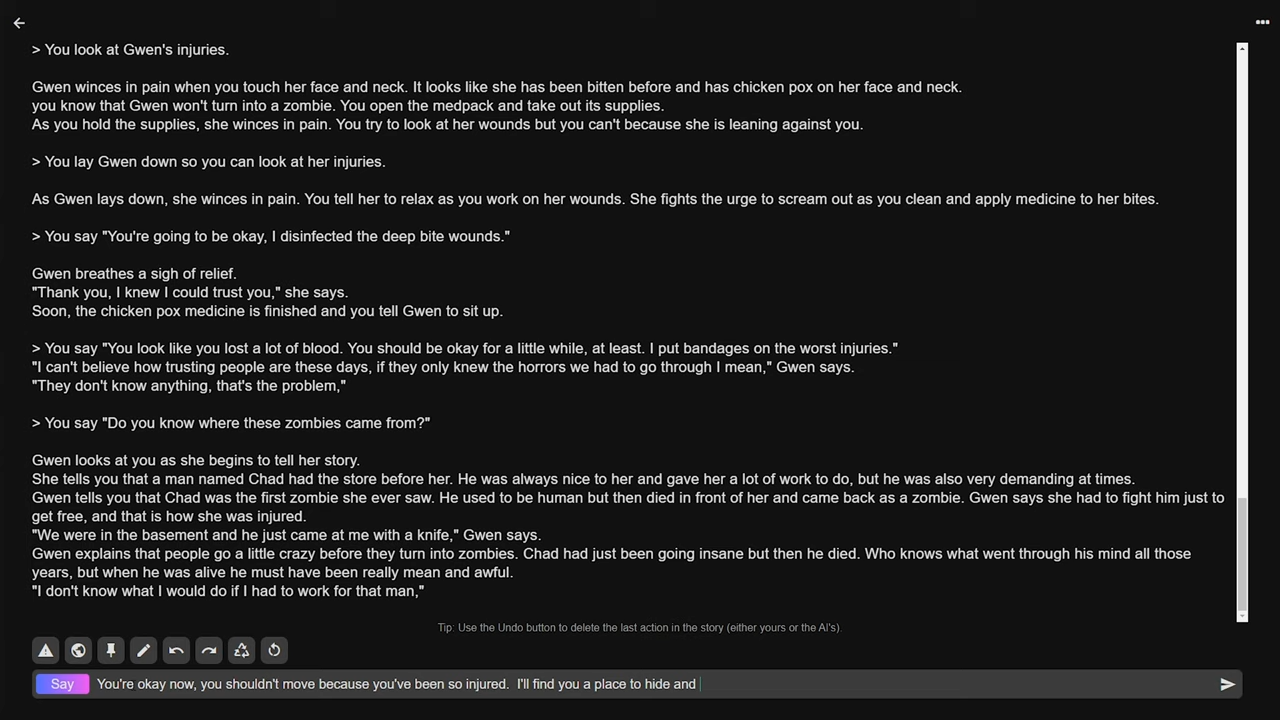 > You look at Gwen's injuries.
Gwen winces in pain when you touch her face and neck. It looks like she has been bitten before and has chicken pox on her face and neck.
you know that Gwen won't turn into a zombie. You open the medpack and take out its supplies.
As you hold the supplies, she winces in pain. You try to look at her wounds but you can't because she is leaning against you.
> You lay Gwen down so you can look at her injuries.
As Gwen lays down, she winces in pain. You tell her to relax as you work on her wounds. She fights the urge to scream out as you clean and apply medicine to her bites.
> You say "You're going to be okay, I disinfected the deep bite wounds."
Gwen breathes a sigh of relief.
"Thank you, I knew I could trust you," she says.
Soon, the chicken pox medicine is finished and you tell Gwen to sit up.
> You say "You look like you lost a lot of blood. You should be okay for a little while, at least. I put bandages on the worst injuries."
"I can't believe how trusting people are these days, if they only knew the horrors we had to go through I mean," Gwen says.
"They don't know anything, that's the problem,"
> You say "Do you know where these zombies came from?"
Gwen looks at you as she begins to tell her story.
She tells you that a man named Chad had the store before her. He was always nice to her and gave her a lot of work to do, but he was also very demanding at times.
Gwen tells you that Chad was the first zombie she ever saw. He used to be human but then died in front of her and came back as a zombie. Gwen says she had to fight him just to
get free, and that is how she was injured.
"We were in the basement and he just came at me with a knife," Gwen says.
Gwen explains that people go a little crazy before they turn into zombies. Chad had just been going insane but then he died. Who knows what went through his mind all those
years, but when he was alive he must have been really mean and awful.
"I don't know what I would do if I had to work for that man,"
Tip: Use the Undo button to delete the last action in the story (either yours or the AI's).
Say You're okay now, you shouldn't move because you've been so injured.  I'll find you a place to hide and